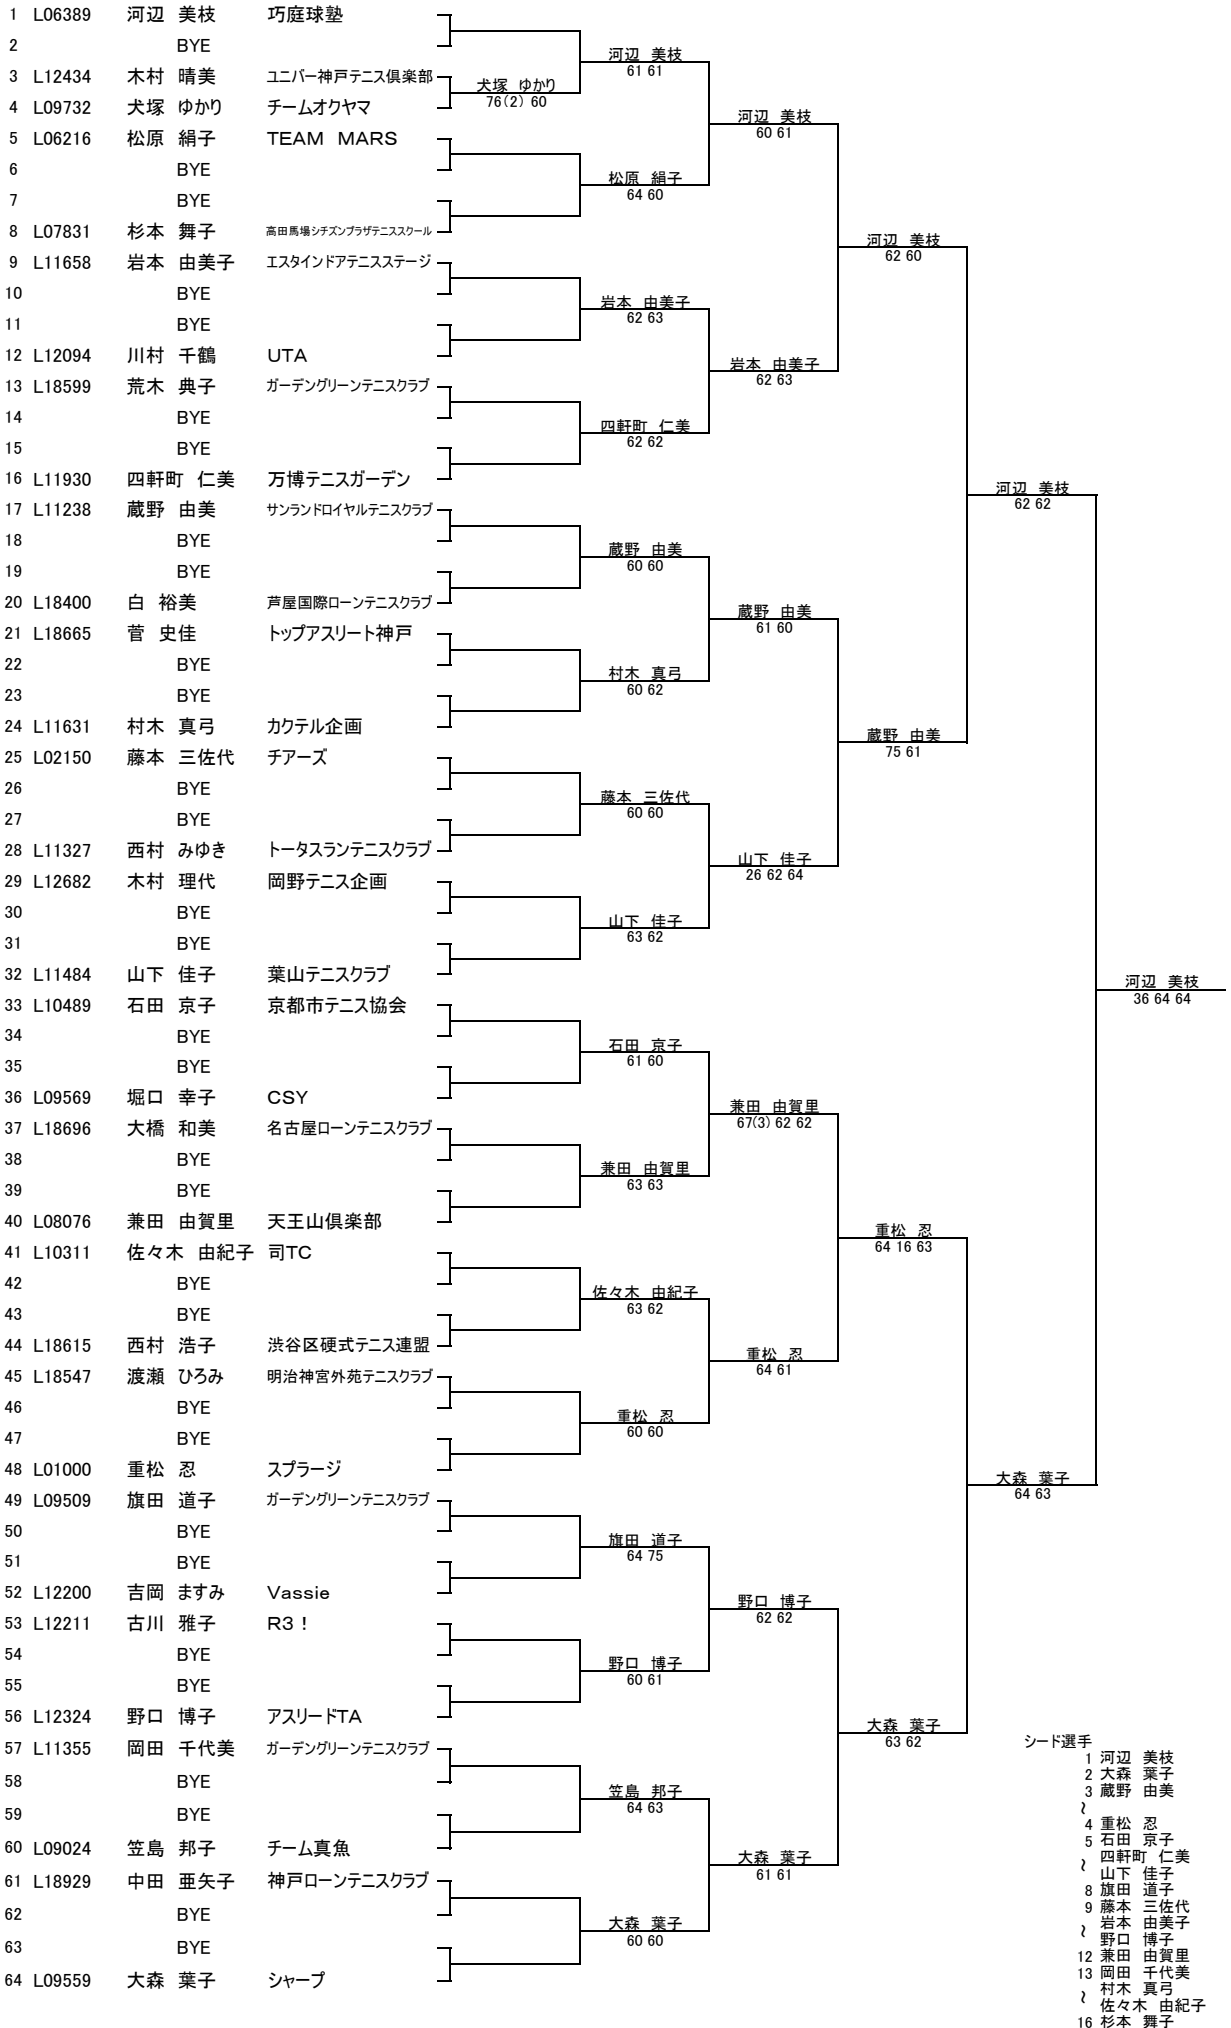 1 L06389 河辺 美枝 巧庭球塾
2 BYE
3 L12434 木村 晴美 ユニバー神戸テニス倶楽部
4 L09732 犬塚 ゆかり チームオクヤマ
5 L06216 松原 絹子 TEAM MARS
6 BYE
7 BYE
8 L07831 杉本 舞子 高田馬場シチズンプラザテニススクール
9 L11658 岩本 由美子 エスタインドアテニスステージ
10 BYE
11 BYE
12 L12094 川村 千鶴 UTA
13 L18599 荒木 典子 ガーデングリーンテニスクラブ
14 BYE
15 BYE
16 L11930 四軒町 仁美 万博テニスガーデン
17 L11238 蔵野 由美 サンランドロイヤルテニスクラブ
18 BYE
19 BYE
20 L18400 白 裕美 芦屋国際ローンテニスクラブ
21 L18665 菅 史佳 トップアスリート神戸
22 BYE
23 BYE
24 L11631 村木 真弓 カクテル企画
25 L02150 藤本 三佐代 チアーズ
26 BYE
27 BYE
28 L11327 西村 みゆき トータスランテニスクラブ
29 L12682 木村 理代 岡野テニス企画
30 BYE
31 BYE
32 L11484 山下 佳子 葉山テニスクラブ
33 L10489 石田 京子 京都市テニス協会
34 BYE
35 BYE
36 L09569 堀口 幸子 CSY
37 L18696 大橋 和美 名古屋ローンテニスクラブ
38 BYE
39 BYE
40 L08076 兼田 由賀里 天王山倶楽部
41 L10311 佐々木 由紀子 司TC
42 BYE
43 BYE
44 L18615 西村 浩子 渋谷区硬式テニス連盟
45 L18547 渡瀬 ひろみ 明治神宮外苑テニスクラブ
46 BYE
47 BYE
48 L01000 重松 忍 スプラージ
49 L09509 旗田 道子 ガーデングリーンテニスクラブ
50 BYE
51 BYE
52 L12200 吉岡 ますみ Vassie
53 L12211 古川 雅子 R3！
54 BYE
55 BYE
56 L12324 野口 博子 アスリードTA
57 L11355 岡田 千代美 ガーデングリーンテニスクラブ
58 BYE
59 BYE
60 L09024 笠島 邦子 チーム真魚
61 L18929 中田 亜矢子 神戸ローンテニスクラブ
62 BYE
63 BYE
64 L09559 大森 葉子 シャープ
犬塚 ゆかり
76(2) 60
河辺 美枝
61 61
松原 絹子
64 60
岩本 由美子
62 63
四軒町 仁美
62 62
蔵野 由美
60 60
村木 真弓
60 62
藤本 三佐代
60 60
山下 佳子
63 62
石田 京子
61 60
兼田 由賀里
63 63
佐々木 由紀子
63 62
重松 忍
60 60
旗田 道子
64 75
野口 博子
60 61
笠島 邦子
64 63
大森 葉子
60 60
河辺 美枝
60 61
岩本 由美子
62 63
蔵野 由美
61 60
山下 佳子
26 62 64
兼田 由賀里
67(3) 62 62
重松 忍
64 61
野口 博子
62 62
大森 葉子
61 61
河辺 美枝
62 60
蔵野 由美
75 61
重松 忍
64 16 63
大森 葉子
63 62
河辺 美枝
62 62
大森 葉子
64 63
河辺 美枝
36 64 64
シード選手
1 河辺 美枝
2 大森 葉子
3 蔵野 由美
～
4 重松 忍
5 石田 京子
四軒町 仁美
～ 山下 佳子
8 旗田 道子
9 藤本 三佐代
岩本 由美子
～ 野口 博子
12 兼田 由賀里
13 岡田 千代美
村木 真弓
～ 佐々木 由紀子
16 杉本 舞子